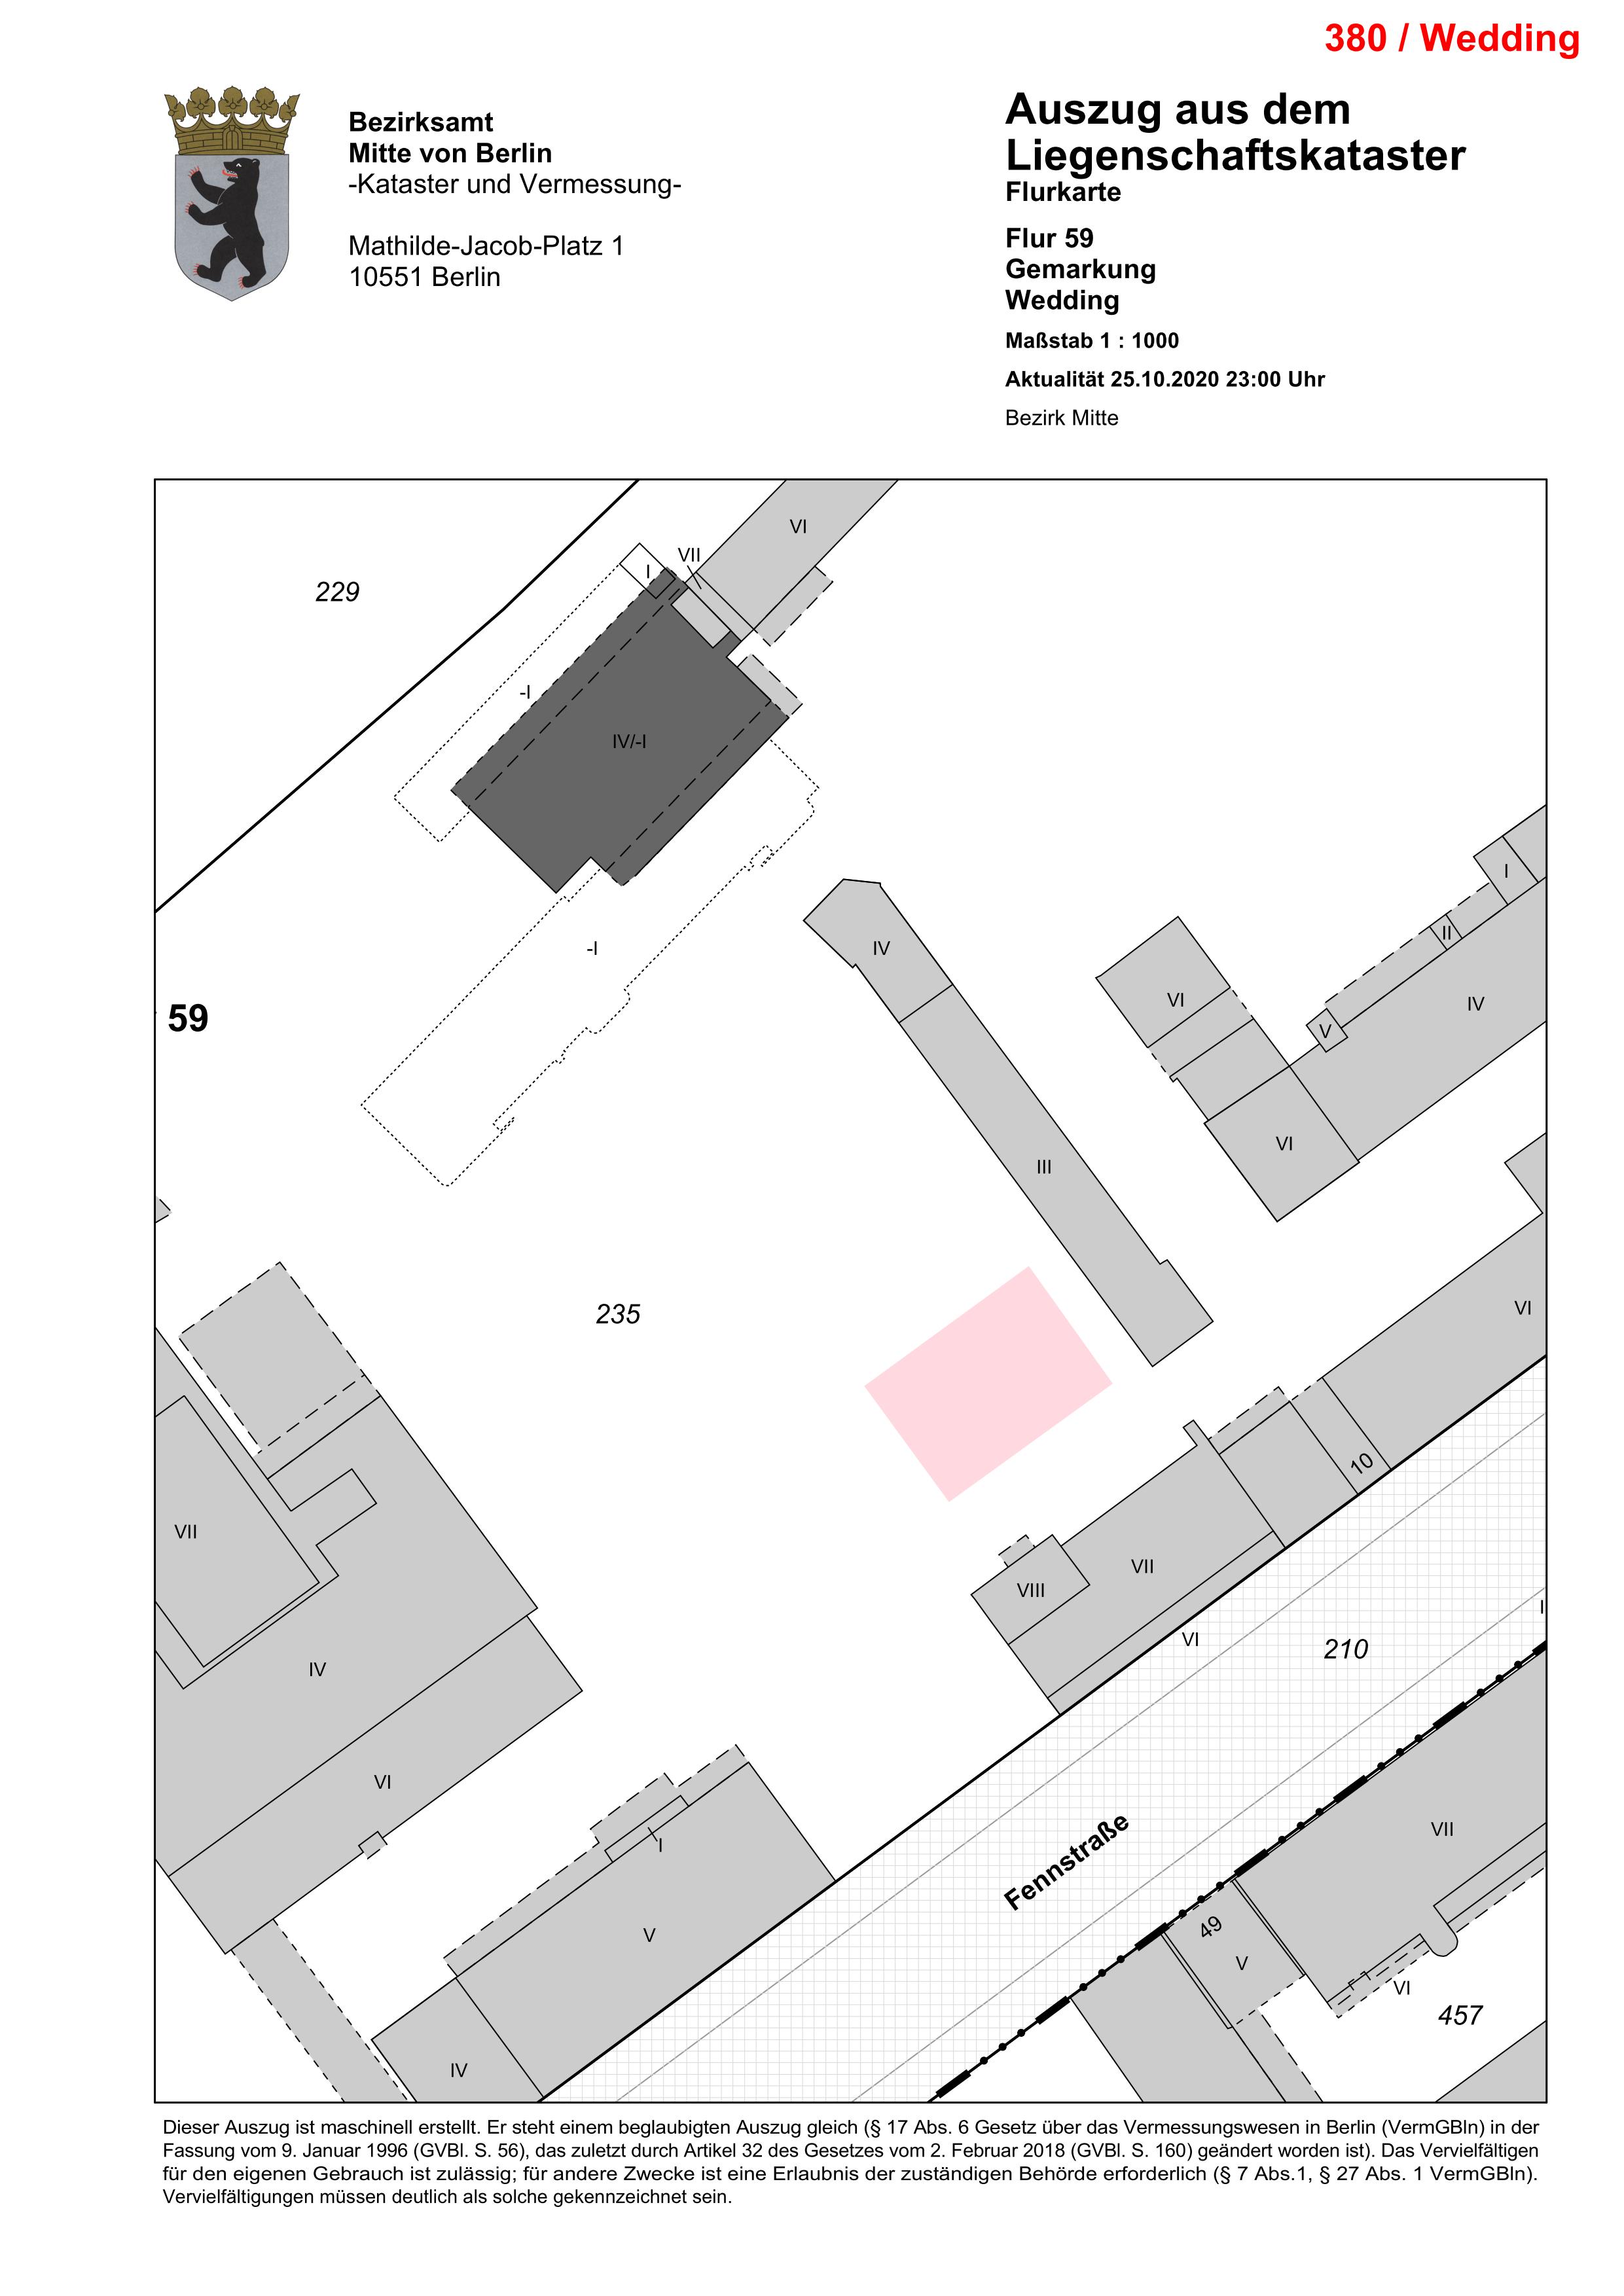 380 / Wedding
Bezirksamt
Mitte von Berlin
-Kataster und Vermessung-
Mathilde-Jacob-Platz 1
10551 Berlin
Auszug aus dem
Liegenschaftskataster
Flurkarte
Flur 59
Gemarkung
Wedding
Maßstab 1 : 1000
Aktualität 25.10.2020 23:00 Uhr
Bezirk Mitte
VI
VII
I
229
-I
IV/-I
I
II
IV
-I
VI
IV
59
V
VI
III
VI
235
10
VII
VII
VIII
I
VI
210
IV
VI
Fennstraße
VII
I
49
V
V
VI
457
IV
Dieser Auszug ist maschinell erstellt. Er steht einem beglaubigten Auszug gleich (§ 17 Abs. 6 Gesetz über das Vermessungswesen in Berlin (VermGBln) in der
Fassung vom 9. Januar 1996 (GVBl. S. 56), das zuletzt durch Artikel 32 des Gesetzes vom 2. Februar 2018 (GVBl. S. 160) geändert worden ist). Das Vervielfältigen
für den eigenen Gebrauch ist zulässig; für andere Zwecke ist eine Erlaubnis der zuständigen Behörde erforderlich (§ 7 Abs.1, § 27 Abs. 1 VermGBln).
Vervielfältigungen müssen deutlich als solche gekennzeichnet sein.